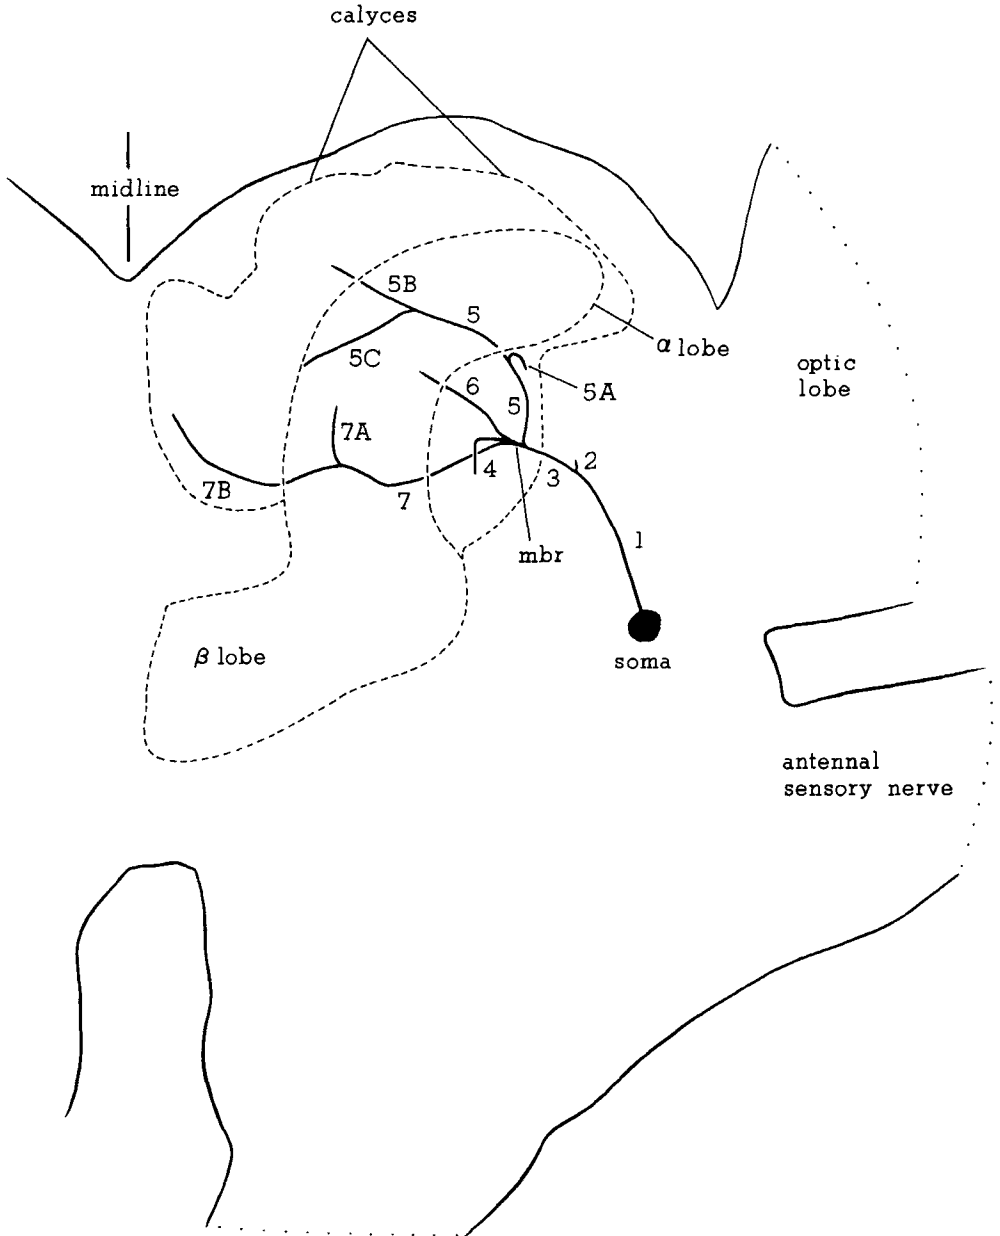 calyces
midline
5B
5
α lobe
5C
optic
lobe
6
5A
5
7A
2
4
3
7B
7
1
mbr
β lobe
soma
antennal
sensory nerve